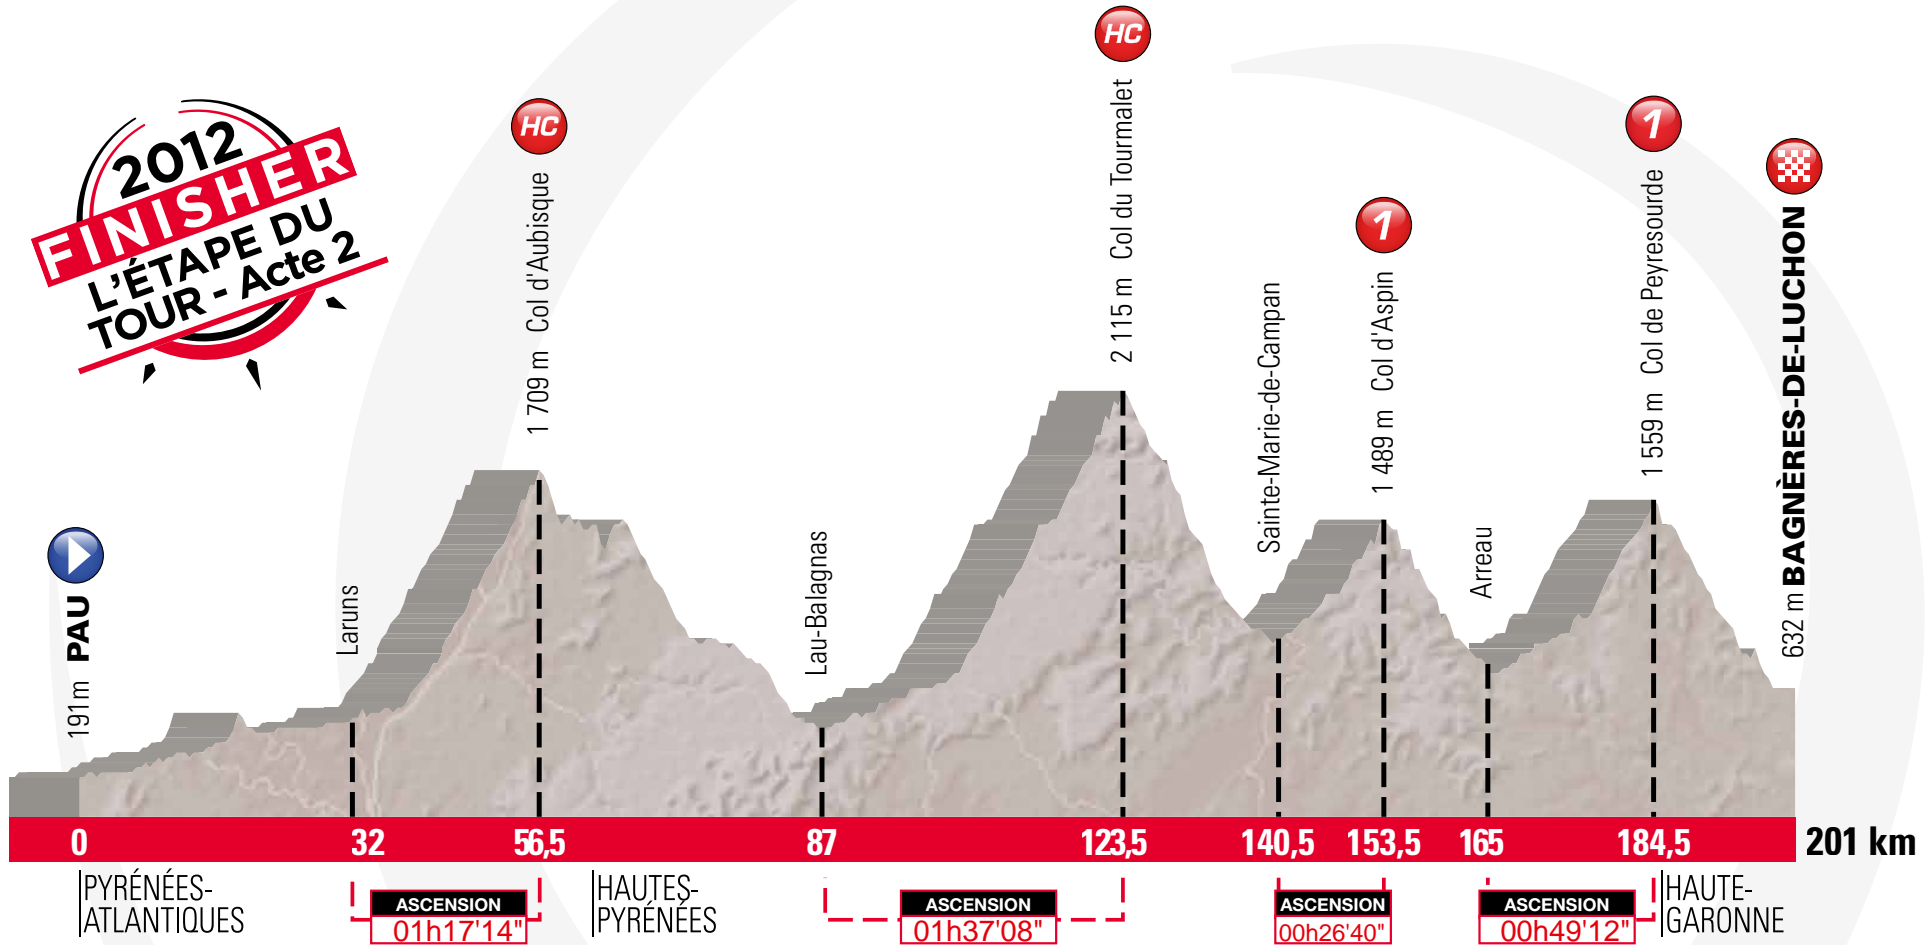 2012
FINISHER
L'ÉTAPE DU
TOUR - Acte 2
191m PAU
Laruns
HC
1 709 m Col d'Aubisque
Lau-Balagnas
HC
2 115 m Col du Tourmalet
Sainte-Marie-de-Campan
1
1 489 m Col d'Aspin
Arreau
1
1 559 m Col de Peyresourde
632 m BAGNÈRES-DE-LUCHON
0 32 56,5 87 123,5 140,5 153,5 165 184,5 201 km
PYRÉNÉES-
ATLANTIQUES
ASCENSION
01h17'14"
HAUTES-
PYRÉNÉES
ASCENSION
01h37'08"
ASCENSION
00h26'40"
ASCENSION
00h49'12"
HAUTE-
GARONNE